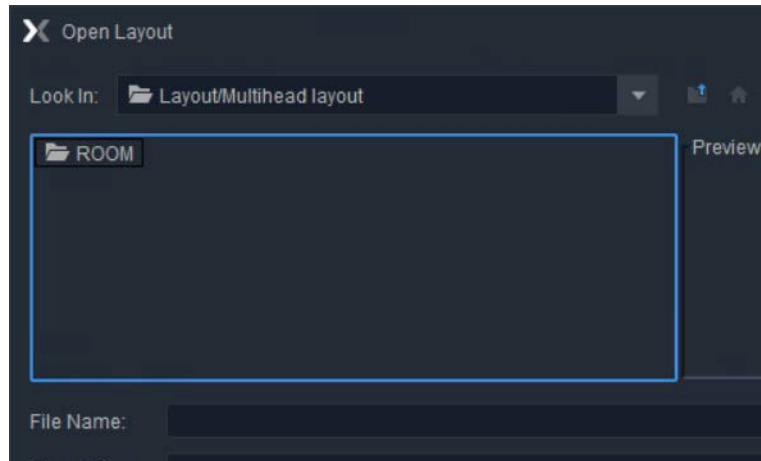 Open Layout
Look In: Layout/Multihead layout
ROOM
Preview
File Name: